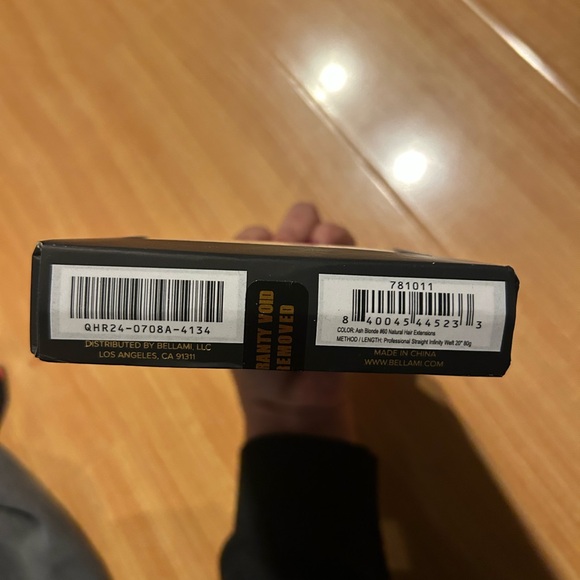 QHR24-0708A-4134
DISTRIBUTED BY BELLAMI, LLC
LOS ANGELES, CA 91311
RANTY VOID
REMOVED
781011
8 40045 44523 3
COLOR: Ash Blonde #60 Natural Hair Extensions
METHOD / LENGTH: Professional Straight Infinity Weft 20" 80g
MADE IN CHINA
WWW.BELLAMI.COM